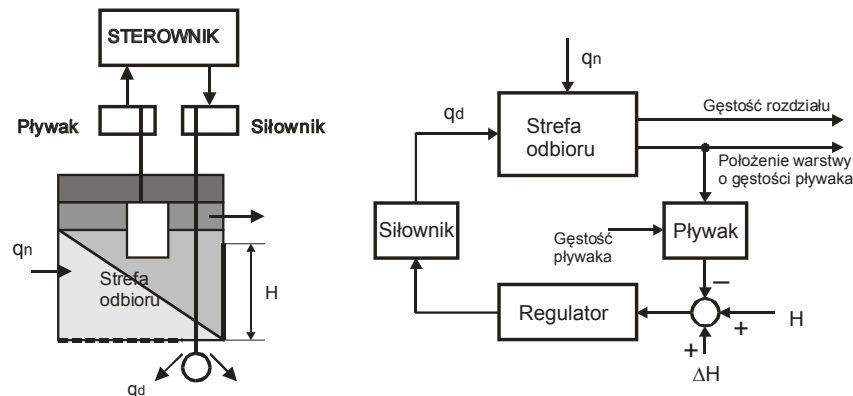 STEROWNIK
Pływak
Siłownik
qn
Strefa
odbioru
H
qd
qn
qd
Strefa
odbioru
Gęstość rozdziału
Położenie warstwy
o gęstości pływaka
Siłownik
Gęstość
pływaka
Pływak
−
Regulator
+
H
+
ΔH